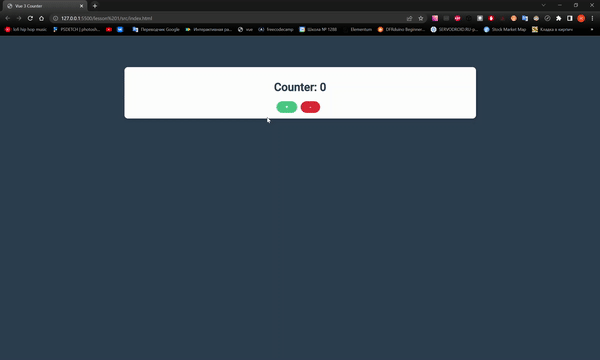 Vue 3 Counter
127.0.0.1:5500/lesson%201/src/index.html
lofi hip hop music
PSDETCH | photosh...
Переводчик Google
Интерактивная ра...
vue
freecodecamp
Школа № 1288
Elementum
DFRduino Beginner...
SERVODROID.RU-р...
Stock Market Map
Кладка в кирпич
Counter: 0
+ -